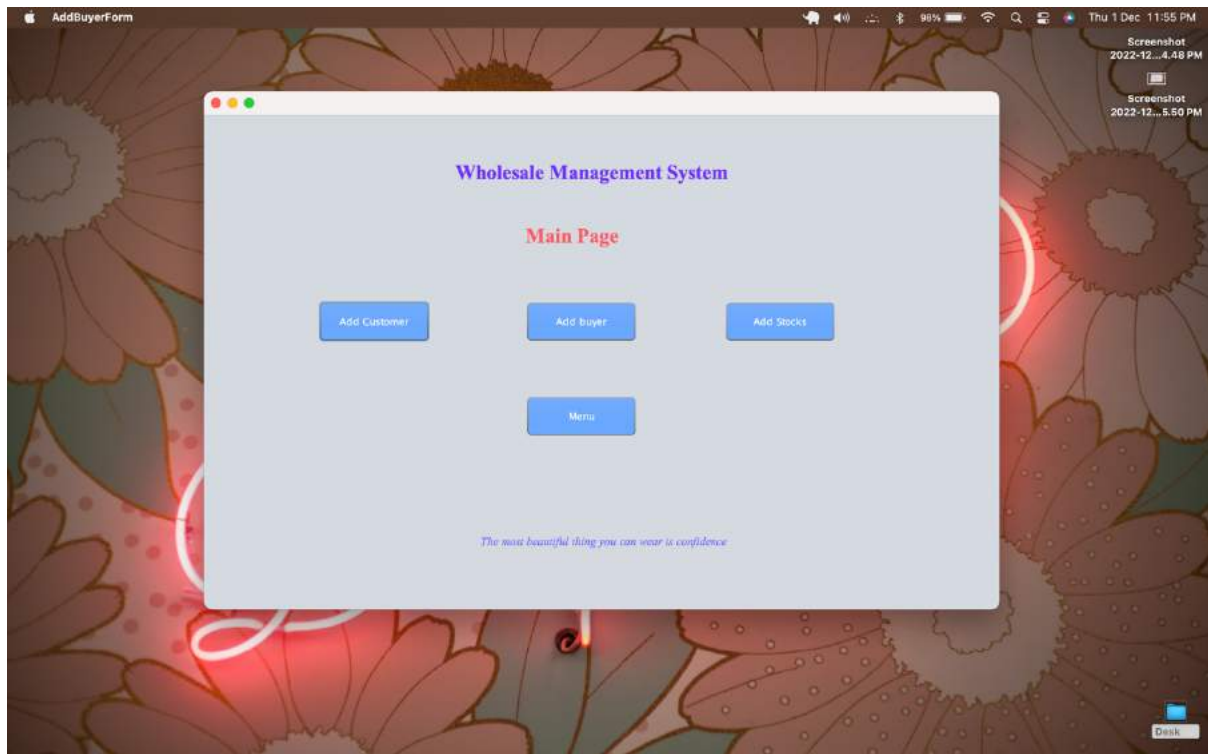 AddBuyerForm
98%
Thu 1 Dec 11:55 PM
Screenshot
2022-12...4.48 PM
Screenshot
2022-12...5.50 PM
Wholesale Management System
Main Page
Add Customer Add buyer Add Stocks
Menu
The most beautiful thing you can wear is confidence
Desk